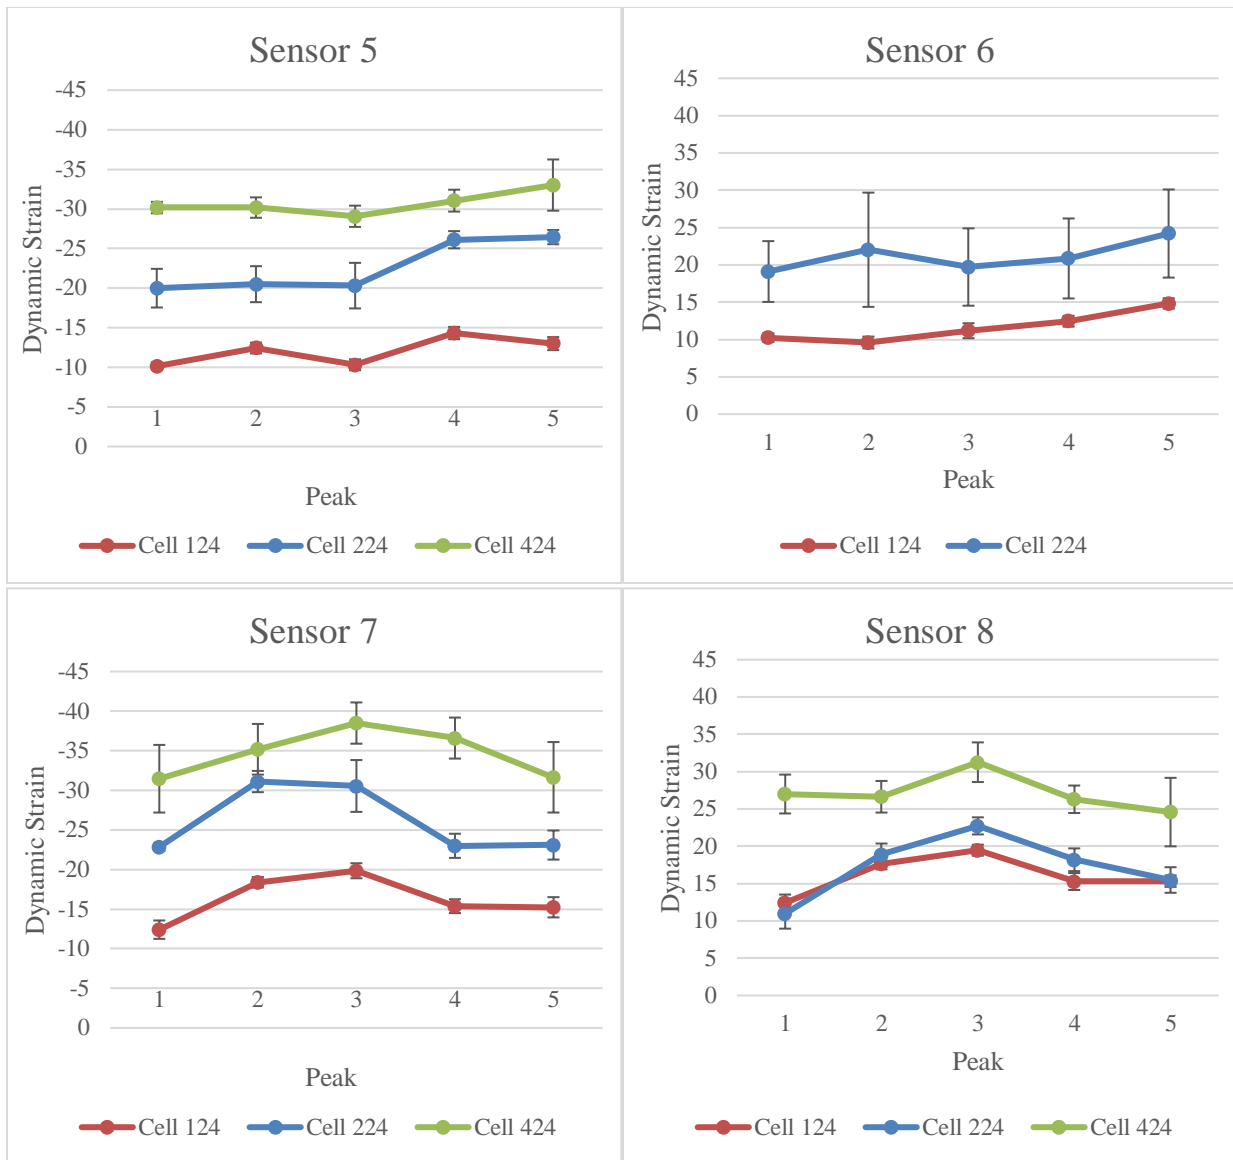 Sensor 5
-45
-40
-35
-30
-25
-20
-15
-10
-5
0
Dynamic Strain
1 2 3 4 5
Peak
Cell 124 Cell 224 Cell 424
Sensor 6
45
40
35
30
25
20
15
10
5
0
Dynamic Strain
1 2 3 4 5
Peak
Cell 124 Cell 224
Sensor 7
-45
-40
-35
-30
-25
-20
-15
-10
-5
0
Dynamic Strain
1 2 3 4 5
Peak
Cell 124 Cell 224 Cell 424
Sensor 8
45
40
35
30
25
20
15
10
5
0
Dynamic Strain
1 2 3 4 5
Peak
Cell 124 Cell 224 Cell 424